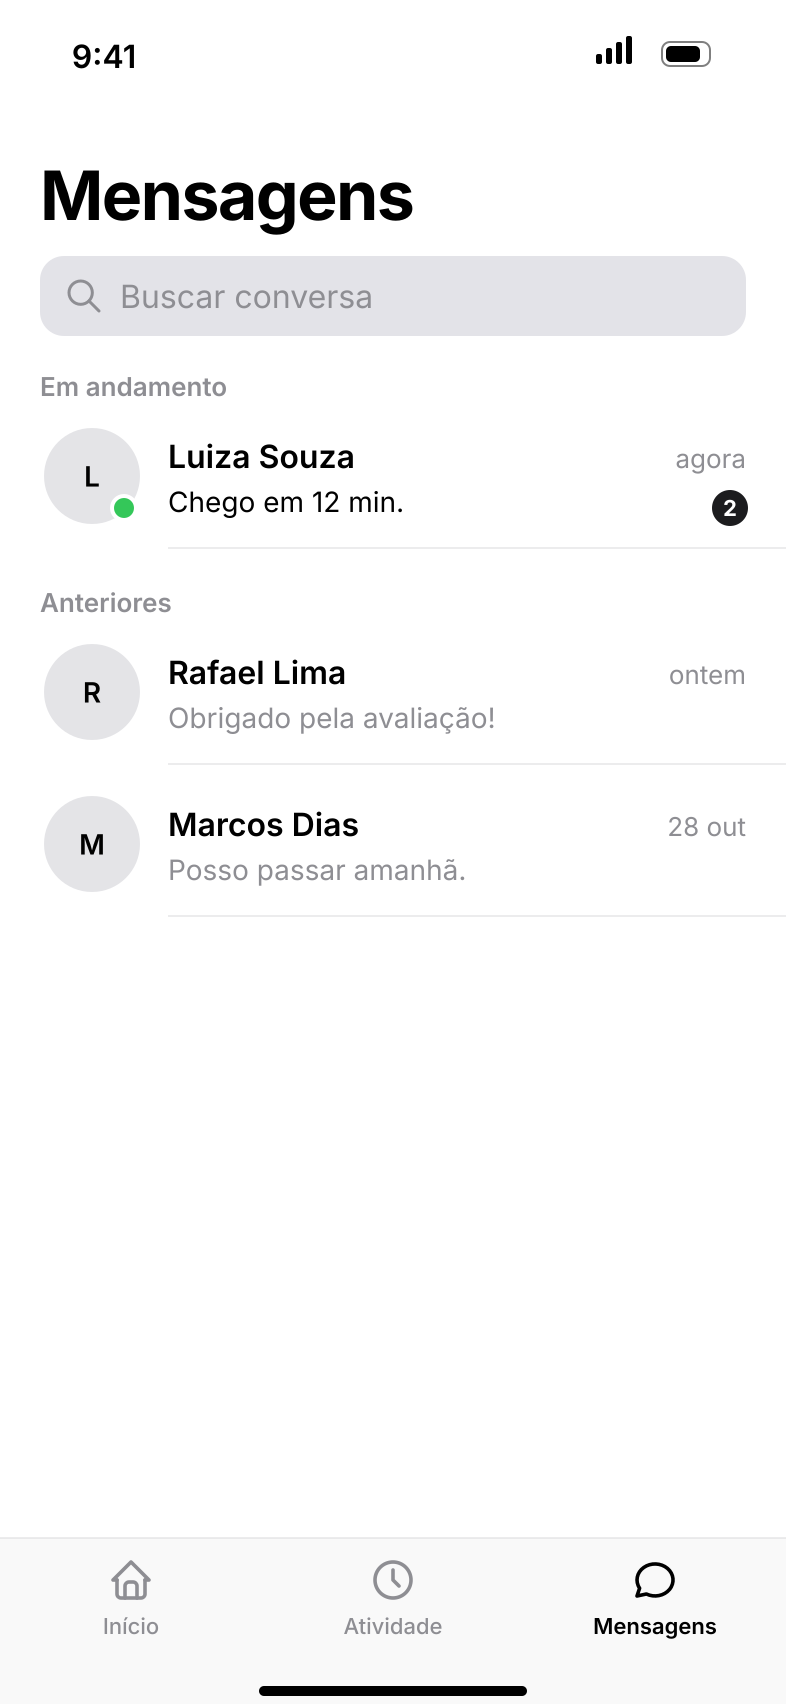 9:41
Mensagens
Buscar conversa
Em andamento
L
Luiza Souza
agora
Chego em 12 min.
2
Anteriores
R
Rafael Lima
ontem
Obrigado pela avaliação!
M
Marcos Dias
28 out
Posso passar amanhã.
Início
Atividade
Mensagens